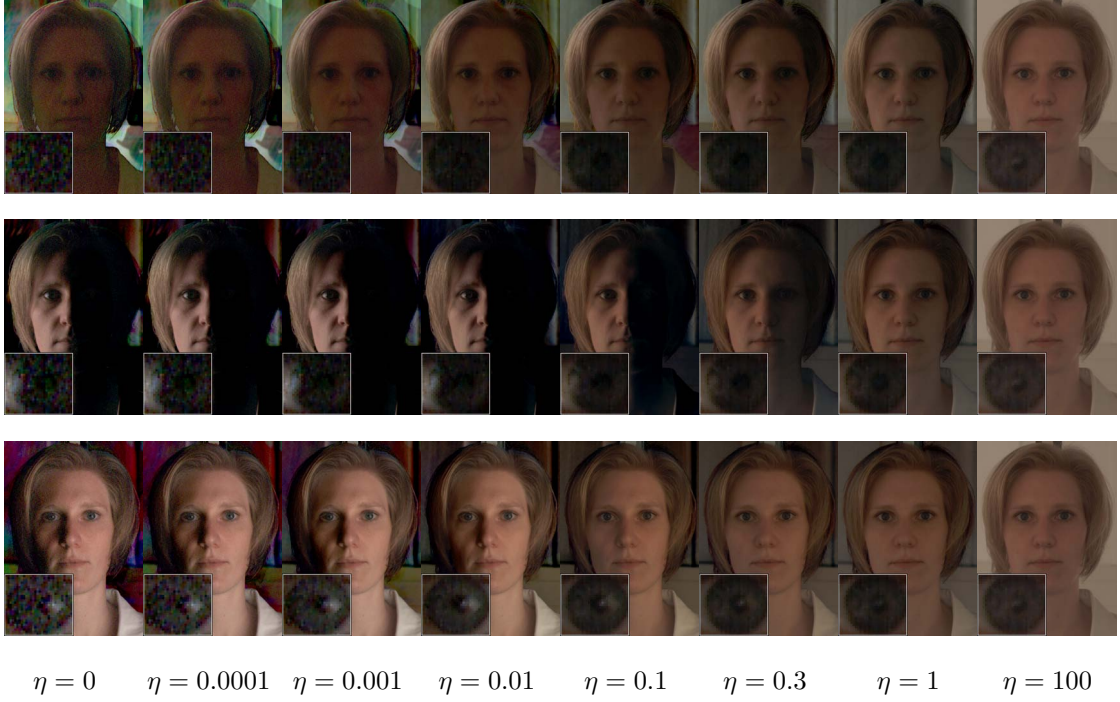 η = 0 η = 0.0001 η = 0.001 η = 0.01 η = 0.1 η = 0.3 η = 1 η = 100